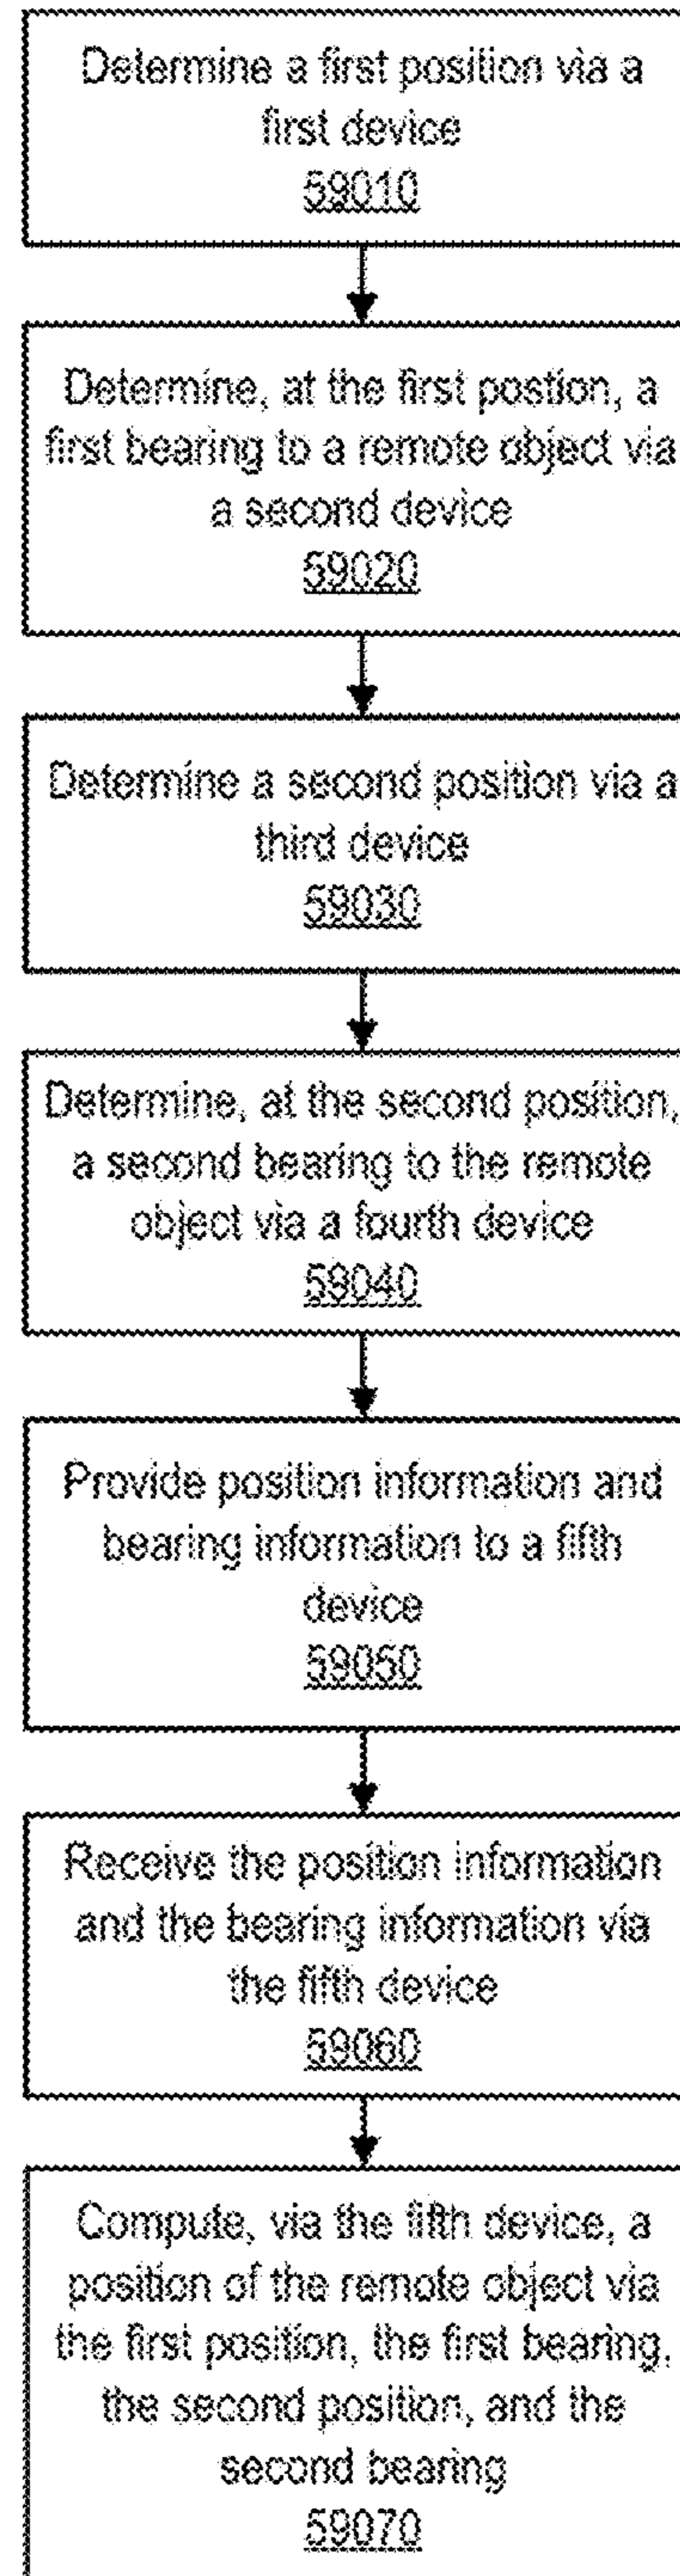 Determine a first position via a
first device
59010
Determine, at the first postion, a
first bearing to a remote object via
a second device
59020
Determine a second position via a
third device
59030
Determine, at the second position,
a second bearing to the remote
object via a fourth device
59040
Provide position information and
bearing information to a fifth
device
59050
Receive the position information
and the bearing information via
the fifth device
59060
Compute, via the fifth device, a
position of the remote object via
the first position, the first bearing,
the second position, and the
second bearing
59070